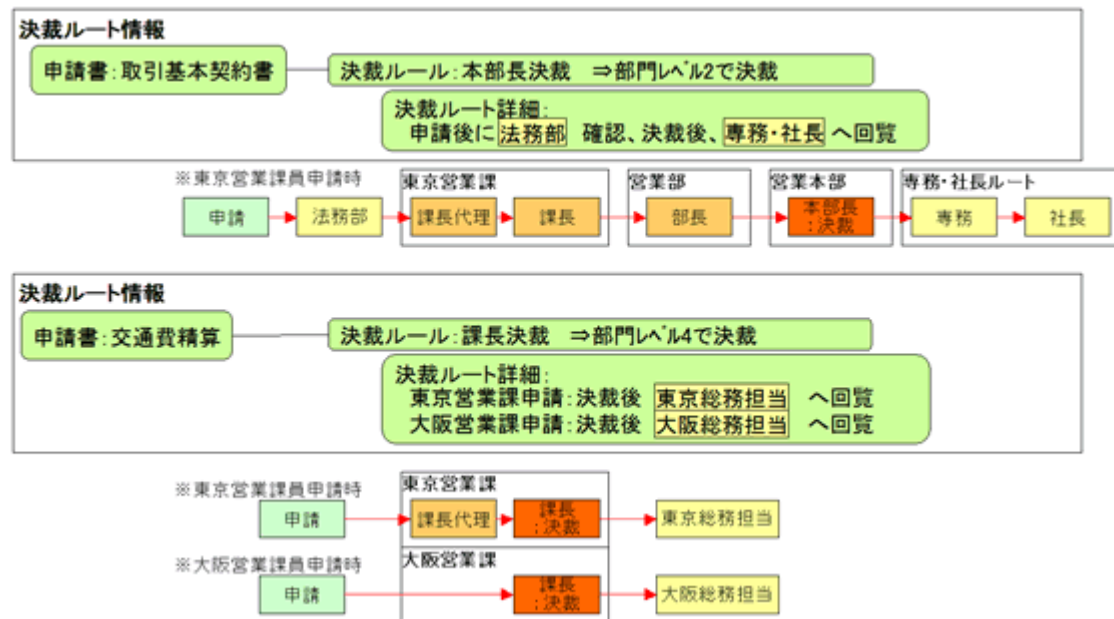 決裁ルート情報
申請書:取引基本契約書
決裁ルール:本部長決裁 ⇒部門レベル2で決裁
決裁ルート詳細:
申請後に 法務部 確認、決裁後、専務・社長 へ回覧
※東京営業課員申請時
東京営業課
営業部
営業本部
専務・社長ルート
申請
法務部
課長代理
課長
部長
本部長
:決裁
専務
社長
決裁ルート情報
申請書:交通費精算
決裁ルール:課長決裁 ⇒部門レベル4で決裁
決裁ルート詳細:
東京営業課申請:決裁後 東京総務担当 へ回覧
大阪営業課申請:決裁後 大阪総務担当 へ回覧
※東京営業課員申請時
東京営業課
申請
課長代理
課長
:決裁
東京総務担当
※大阪営業課員申請時
大阪営業課
申請
課長
:決裁
大阪総務担当